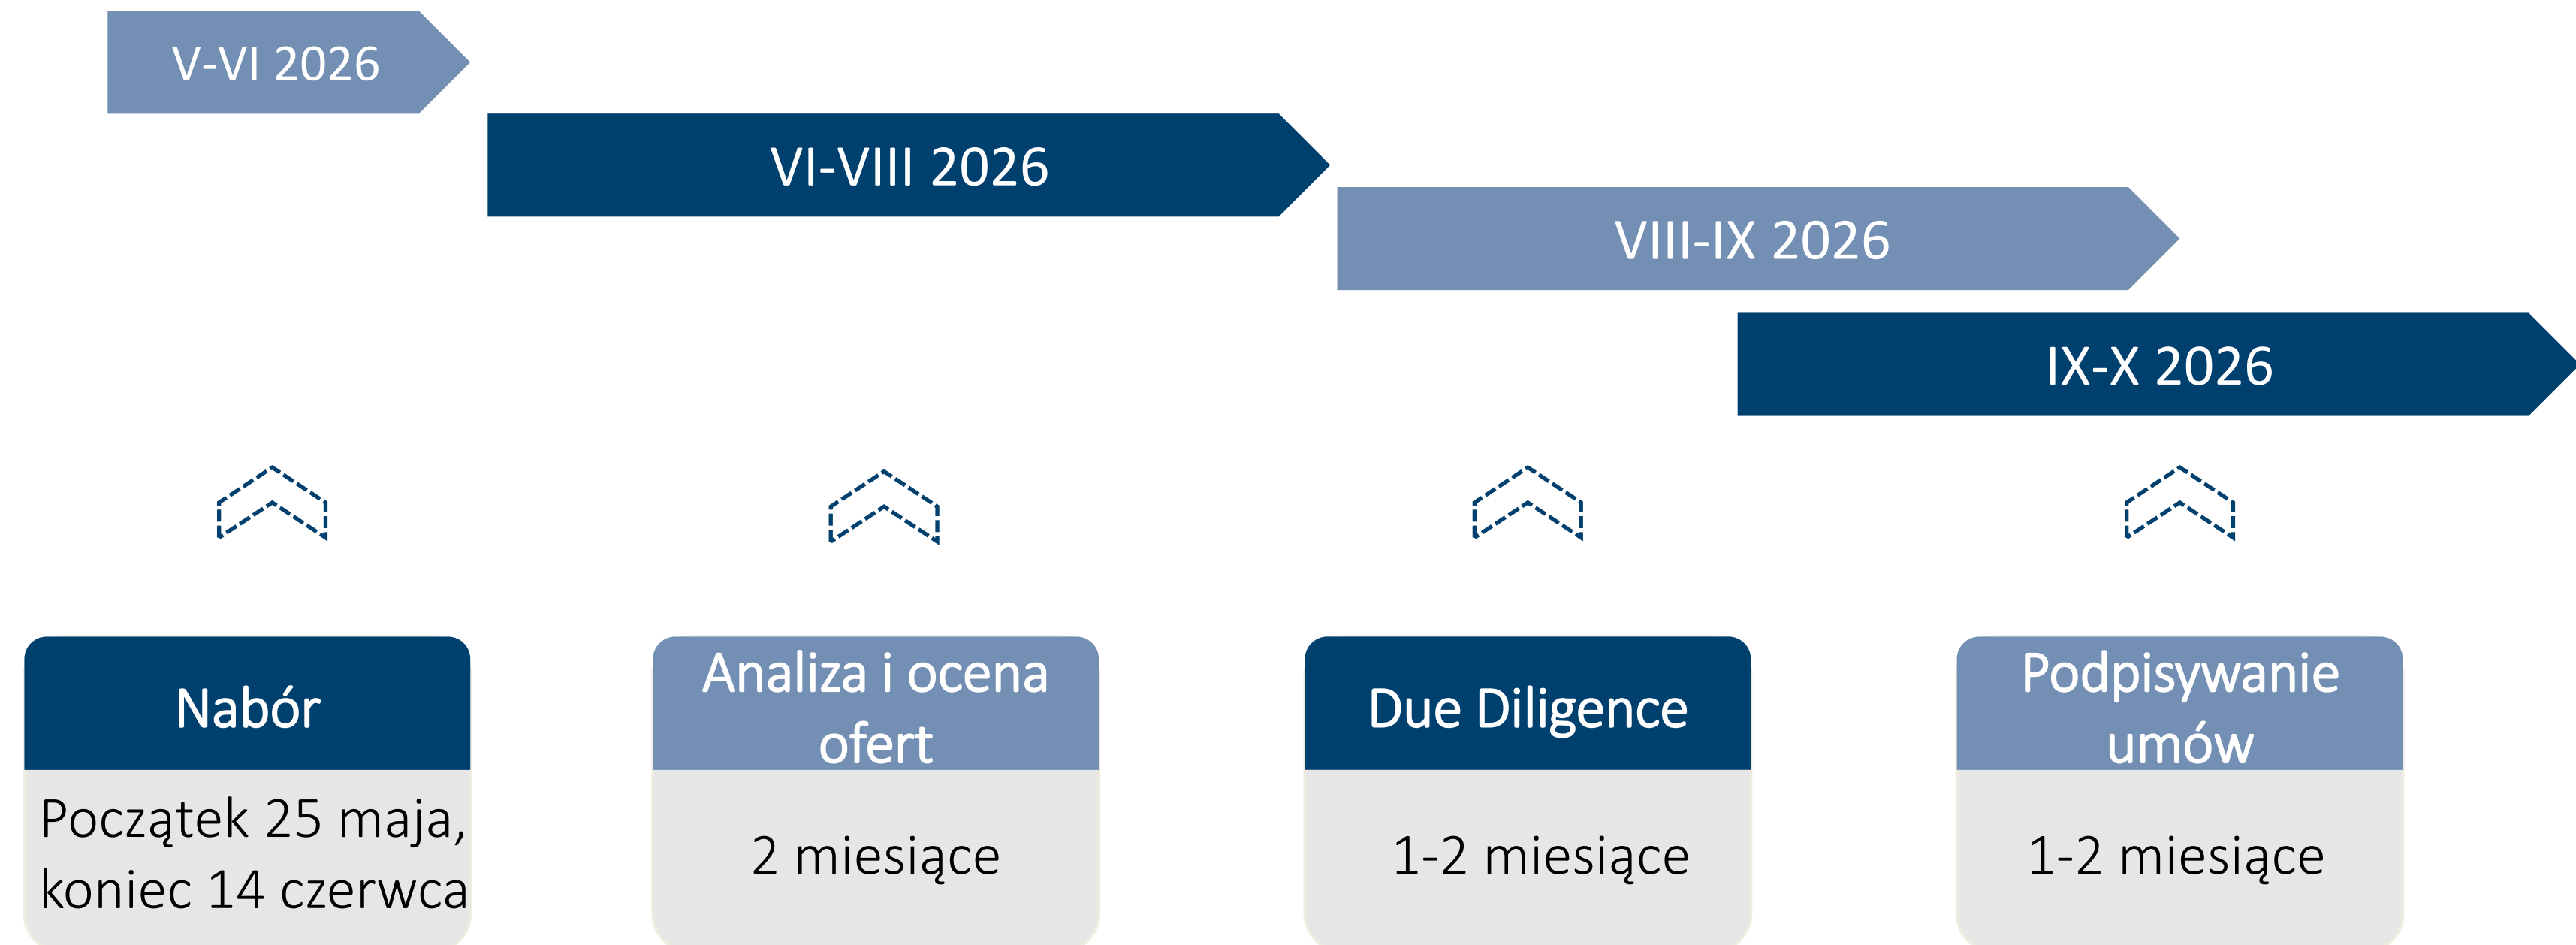 V-VI 2026
VI-VIII 2026
VIII-IX 2026
IX-X 2026
Nabór
Początek 25 maja,
koniec 14 czerwca
Analiza i ocena
ofert
2 miesiące
Due Diligence
1-2 miesiące
Podpisywanie
umów
1-2 miesiące